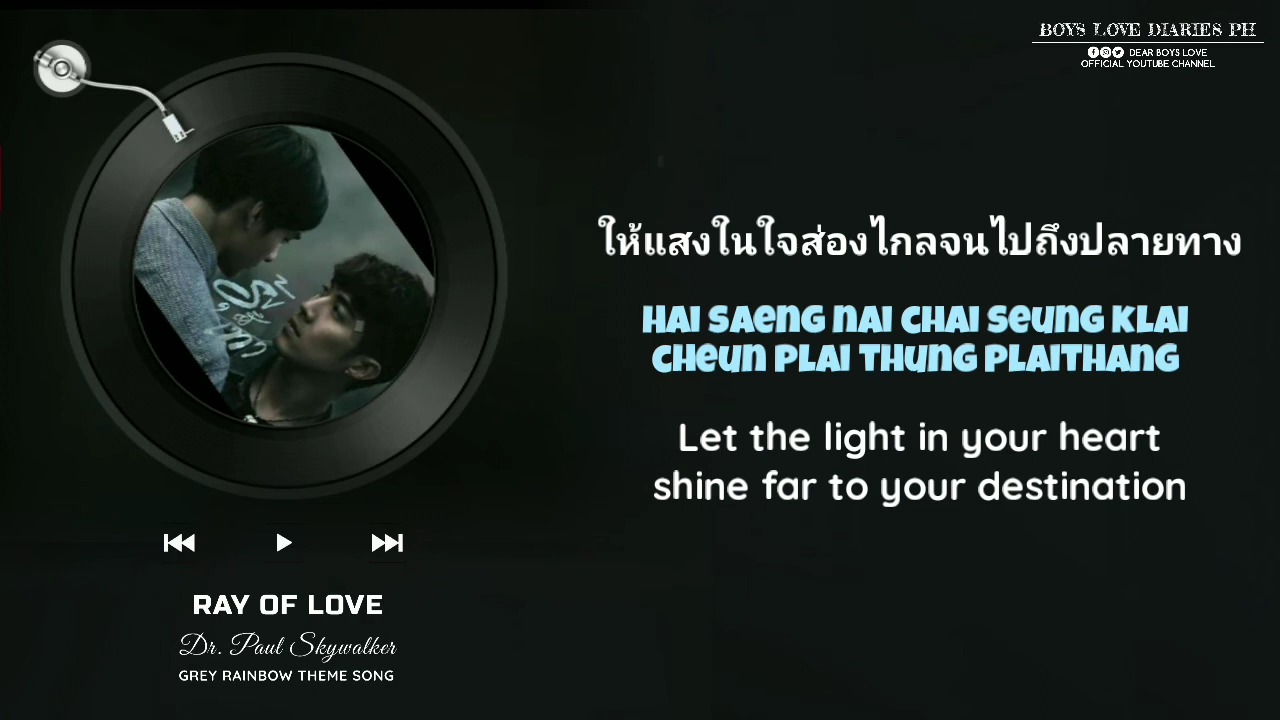 BOYS LOVE DIARIES PH
DEAR BOYS LOVE
OFFICIAL YOUTUBE CHANNEL
ให้แสงในใจส่องไกลจนไปถึงปลายทาง
HAI SAENG NAI CHAI SEUNG KLAI
CHEUN PLAI THUNG PLAITHANG
Let the light in your heart
shine far to your destination
RAY OF LOVE
Dr. Paul Skywalker
GREY RAINBOW THEME SONG